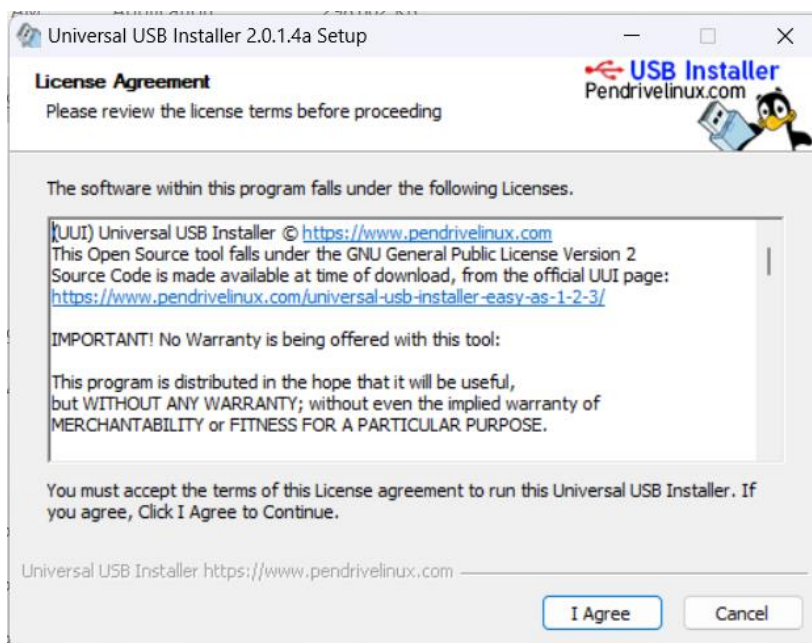 Universal USB Installer 2.0.1.4a Setup
License Agreement
Please review the license terms before proceeding
USB Installer
Pendrivelinux.com
The software within this program falls under the following Licenses.
(UUI) Universal USB Installer © https://www.pendrivelinux.com
This Open Source tool falls under the GNU General Public License Version 2
Source Code is made available at time of download, from the official UUI page:
https://www.pendrivelinux.com/universal-usb-installer-easy-as-1-2-3/
IMPORTANT! No Warranty is being offered with this tool:
This program is distributed in the hope that it will be useful,
but WITHOUT ANY WARRANTY; without even the implied warranty of
MERCHANTABILITY or FITNESS FOR A PARTICULAR PURPOSE.
You must accept the terms of this License agreement to run this Universal USB Installer. If
you agree, Click I Agree to Continue.
Universal USB Installer https://www.pendrivelinux.com
I Agree
Cancel